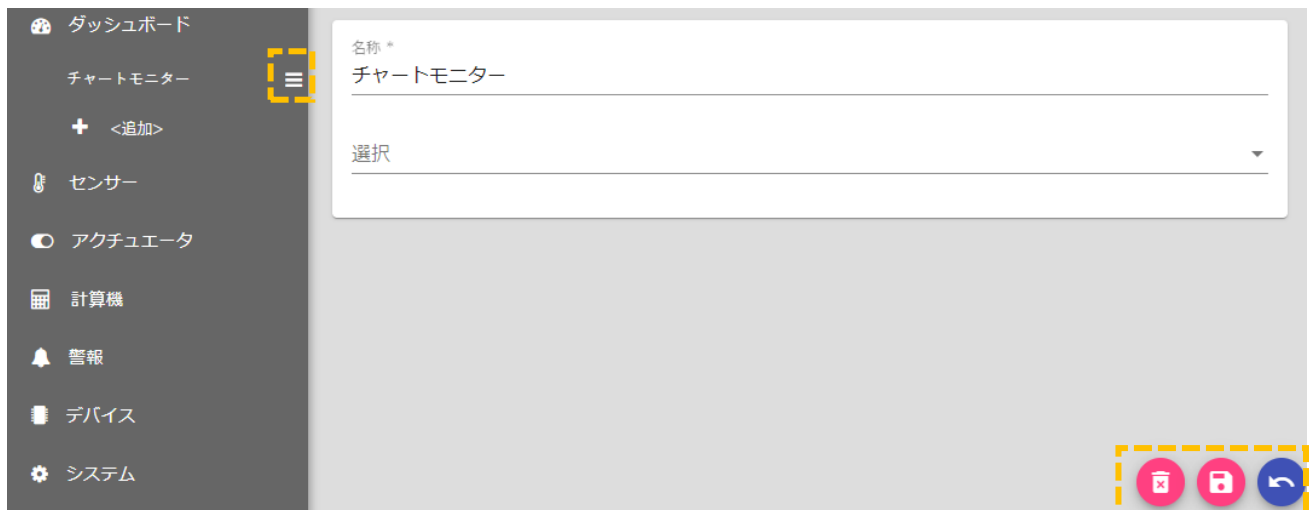 ダッシュボード
チャートモニター
<追加>
センサー
アクチュエータ
計算機
警報
デバイス
システム
名称 *
チャートモニター
選択